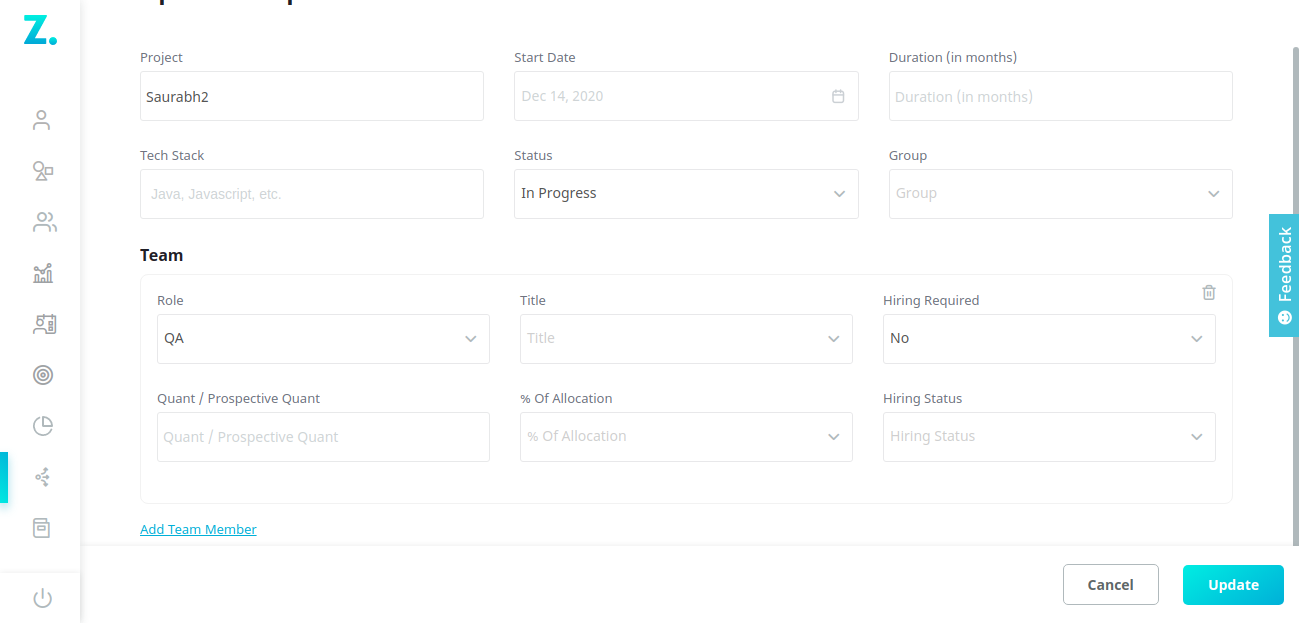 Z.
Project
Start Date
Duration (in months)
Saurabh2
Dec 14, 2020
Duration (In months)
Tech Stack
Status
Group
Java, Javascript, etc.
In Progress
Group
Team
Role
Title
Hiring Required
QA
Title
No
Quant / Prospective Quant
% Of Allocation
Hiring Status
Quant / Prospective Quant
% Of Allocation
Hiring Status
Add Team Member
Feedback
Cancel
Update